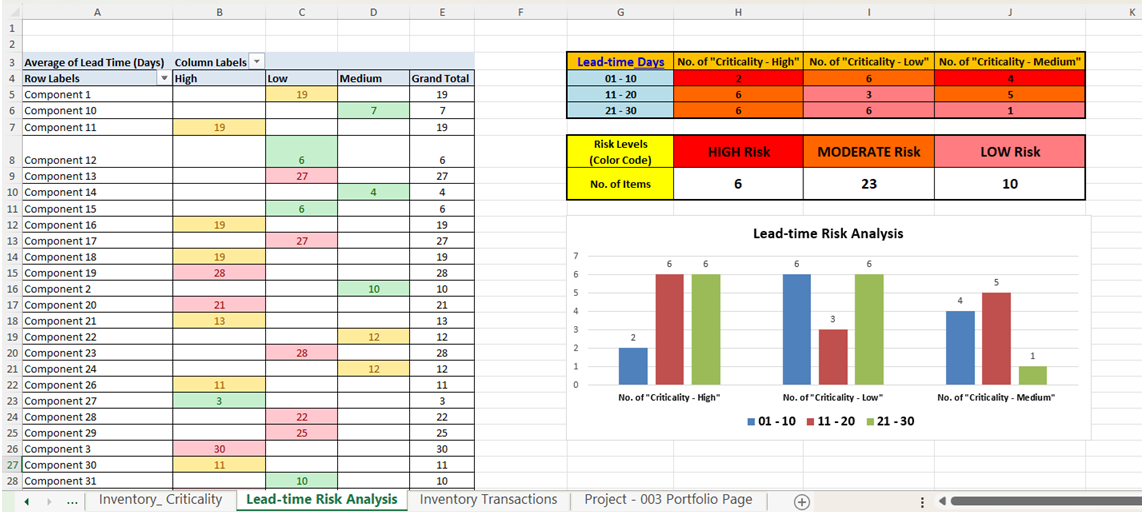 A B C D E F G H I J K
1
2
3 Average of Lead Time (Days) Column Labels Lead-time Days No. of "Criticality - High" No. of "Criticality - Low" No. of "Criticality - Medium"
4 Row Labels High Low Medium Grand Total 01 - 10 2 6 4
5 Component 1 19 19 11 - 20 6 3 5
6 Component 10 7 7 21 - 30 6 6 1
7 Component 11 19 19
8 Component 12 6 6 Risk Levels
(Color Code) HIGH Risk MODERATE Risk LOW Risk
9 Component 13 27 27
10 Component 14 4 4 No. of Items 6 23 10
11 Component 15 6 6
12 Component 16 19 19
13 Component 17 27 27
14 Component 18 19 19
15 Component 19 28 28
16 Component 2 10 10
17 Component 20 21 21
18 Component 21 13 13
19 Component 22 12 12
20 Component 23 28 28
21 Component 24 12 12
22 Component 26 11 11
23 Component 27 3 3
24 Component 28 22 22
25 Component 29 25 25
26 Component 3 30 30
27 Component 30 11 11
28 Component 31 10 10
Lead-time Risk Analysis
7
6
5
4
3
2
1
0
2 6 6 6 3 6 4 5 1
No. of "Criticality - High" No. of "Criticality - Low" No. of "Criticality - Medium"
01 - 10 11 - 20 21 - 30
... Inventory_ Criticality Lead-time Risk Analysis Inventory Transactions Project - 003 Portfolio Page